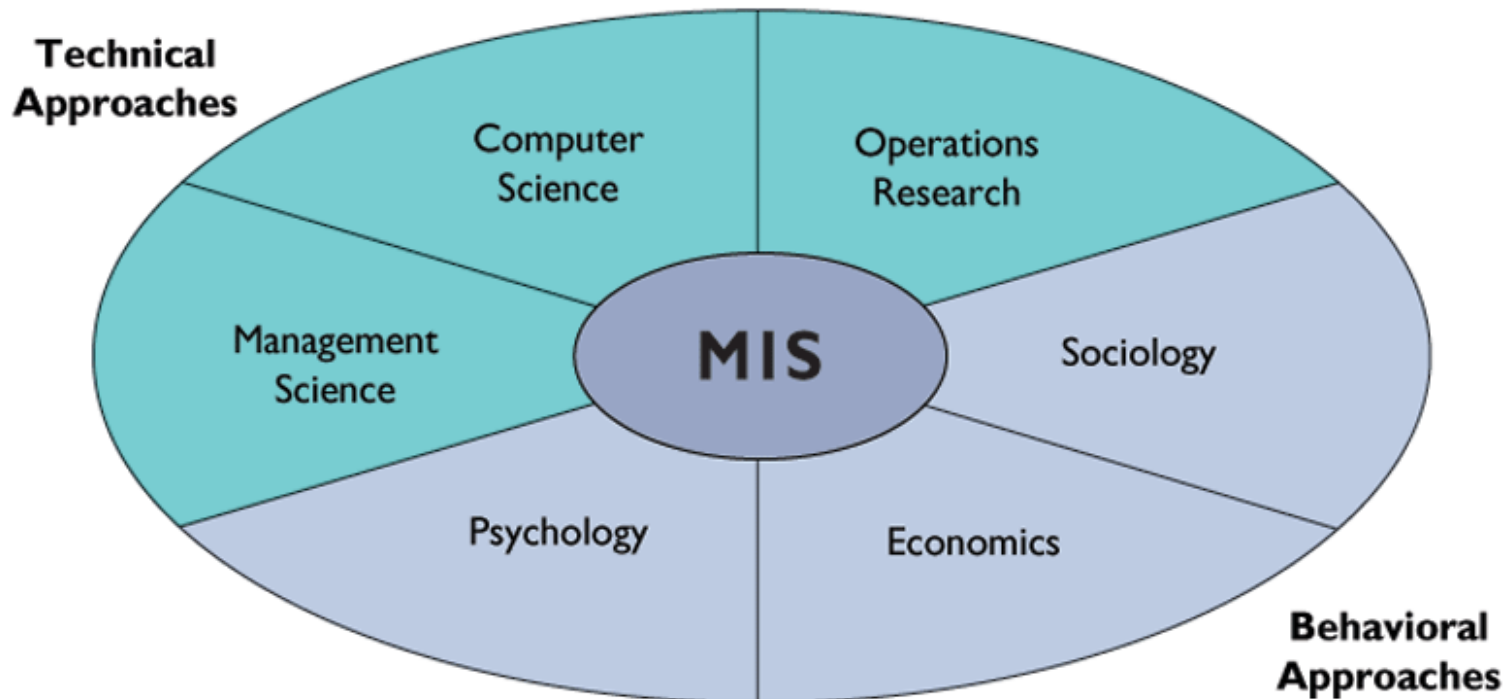 Technical
Approaches
Computer
Science
Operations
Research
Management
Science
MIS
Sociology
Psychology
Economics
Behavioral
Approaches